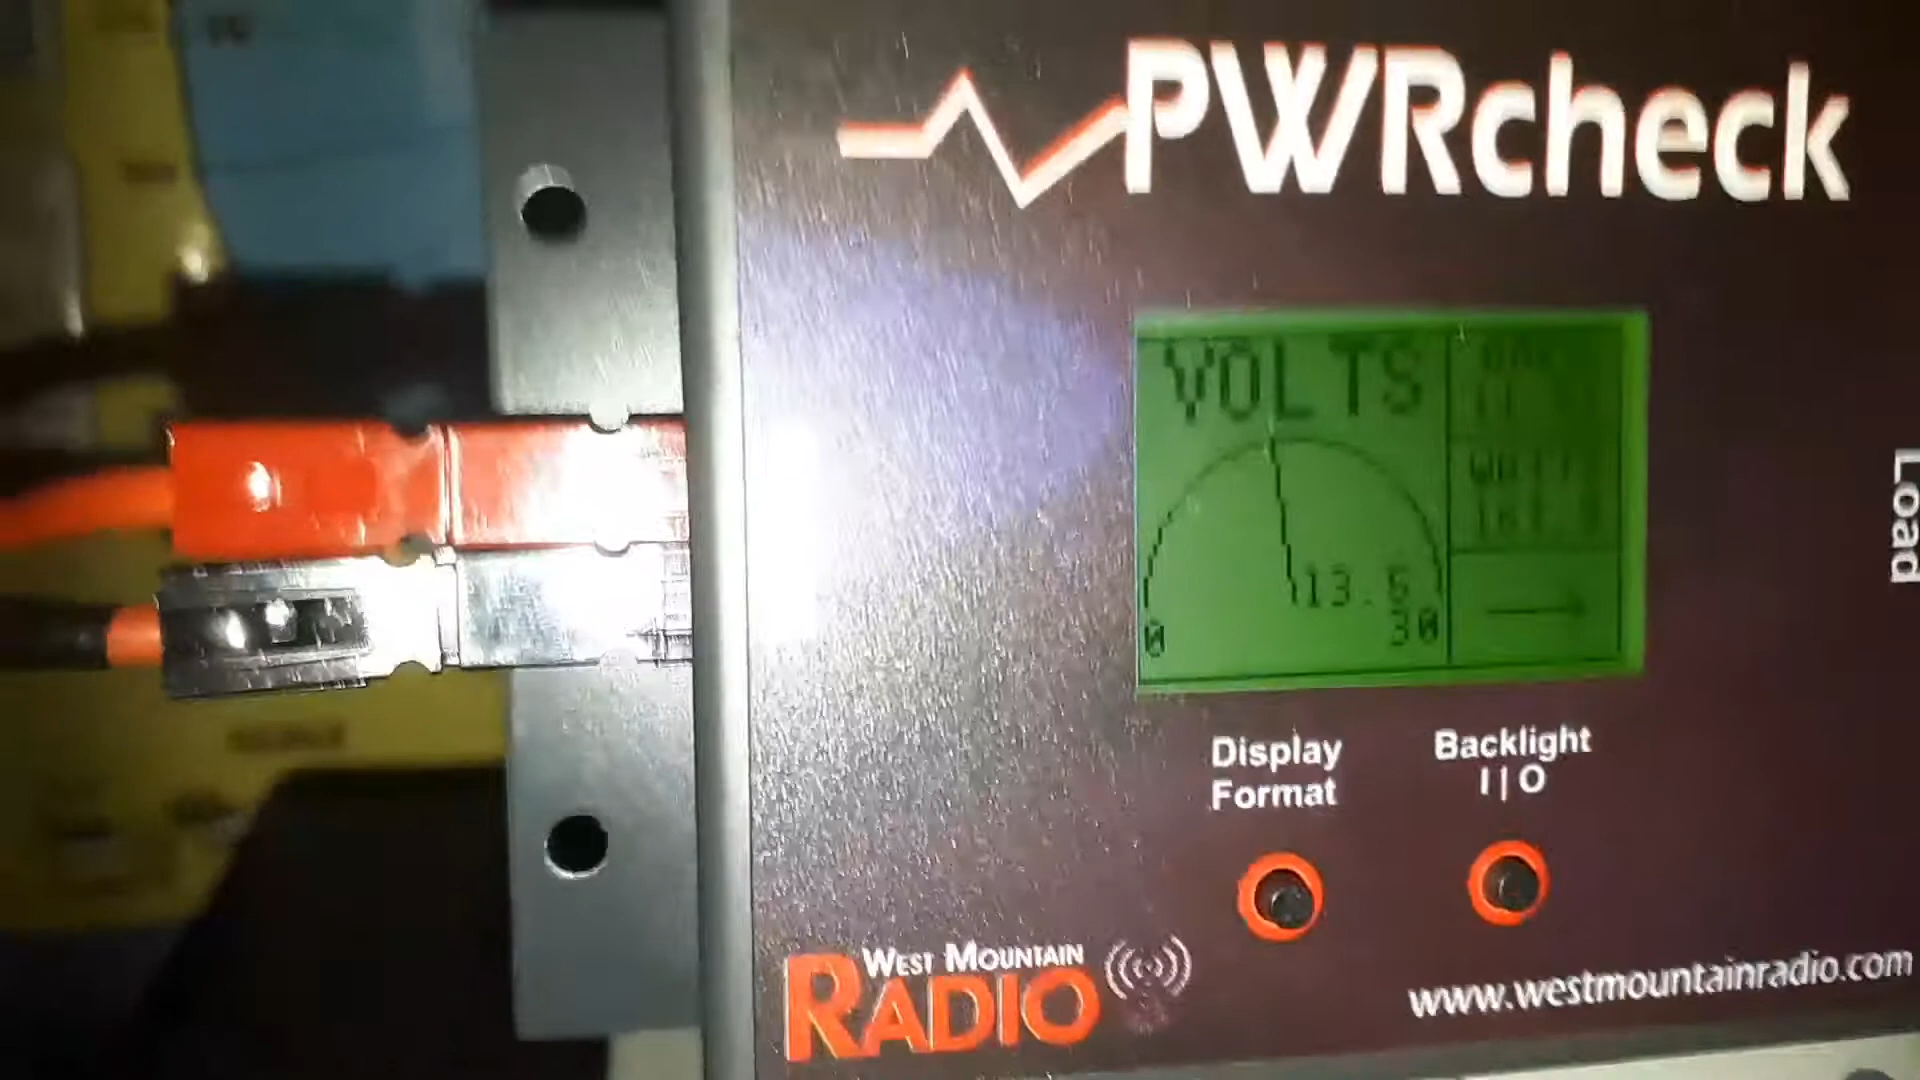 PWRcheck
VOLTS
13.5
0
30
Load
Display
Format
Backlight
I|O
WEST MOUNTAIN
RADIO
www.westmountainradio.com